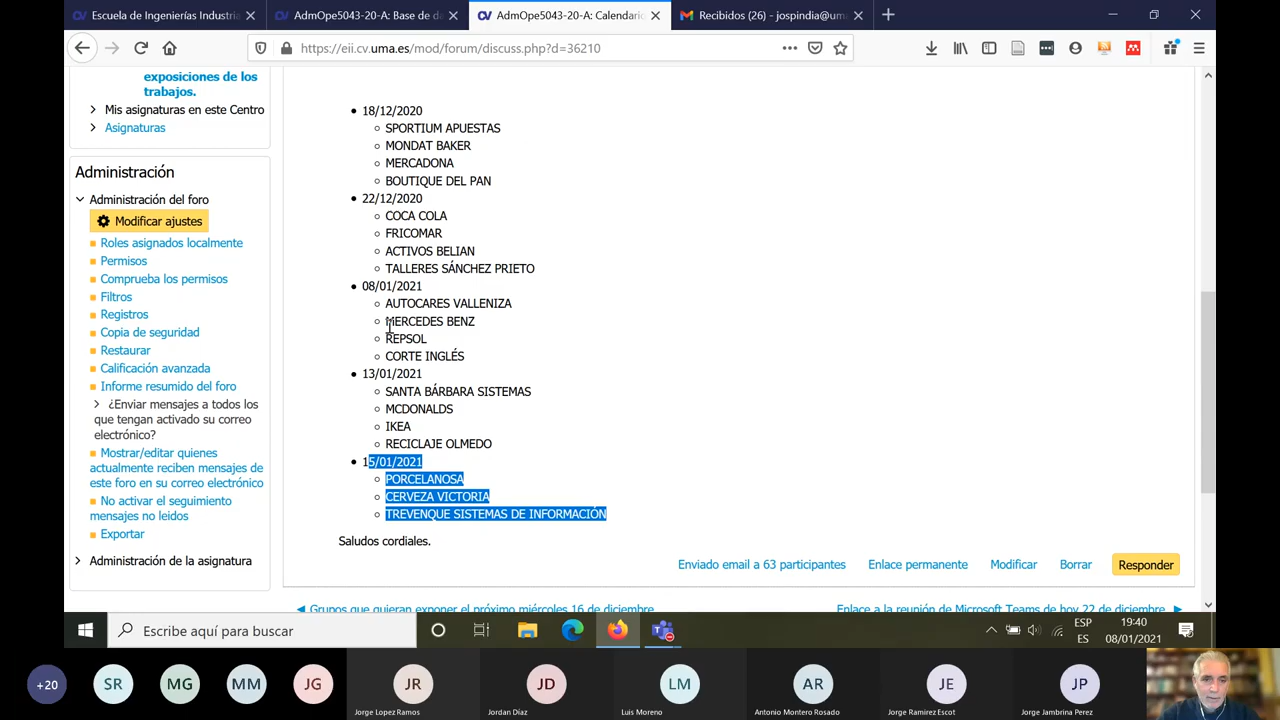 Escuela de Ingenierías Industria
AdmOpe5043-20-A: Base de da
AdmOpe5043-20-A: Calendario
Recibidos (26) - jospindia@uma
https://eii.cv.uma.es/mod/forum/discuss.php?d=36210
exposiciones de los
trabajos.
Mis asignaturas en este Centro
Asignaturas
Administración
Administración del foro
Modificar ajustes
Roles asignados localmente
Permisos
Comprueba los permisos
Filtros
Registros
Copia de seguridad
Restaurar
Calificación avanzada
Informe resumido del foro
¿Enviar mensajes a todos los
que tengan activado su correo
electrónico?
Mostrar/editar quienes
actualmente reciben mensajes de
este foro en su correo electrónico
No activar el seguimiento
mensajes no leidos
Exportar
Administración de la asignatura
18/12/2020
SPORTIUM APUESTAS
MONDAT BAKER
MERCADONA
BOUTIQUE DEL PAN
22/12/2020
COCA COLA
FRICOMAR
ACTIVOS BELIAN
TALLERES SÁNCHEZ PRIETO
08/01/2021
AUTOCARES VALLENIZA
MERCEDES BENZ
REPSOL
CORTE INGLÉS
13/01/2021
SANTA BÁRBARA SISTEMAS
MCDONALDS
IKEA
RECICLAJE OLMEDO
15/01/2021
PORCELANOSA
CERVEZA VICTORIA
TREVENQUE SISTEMAS DE INFORMACIÓN
Saludos cordiales.
Enviado email a 63 participantes
Enlace permanente
Modificar
Borrar
Responder
◄ Grupos que quieran exponer el próximo miércoles 16 de diciembre
Enlace a la reunión de Microsoft Teams de hoy 22 de diciembre ►
Escribe aquí para buscar
ESP
ES
19:40
08/01/2021
+20
SR
MG
MM
JG
JR
Jorge Lopez Ramos
JD
Jordan Díaz
LM
Luis Moreno
AR
Antonio Montero Rosado
JE
Jorge Ramirez Escot
JP
Jorge Jambrina Perez